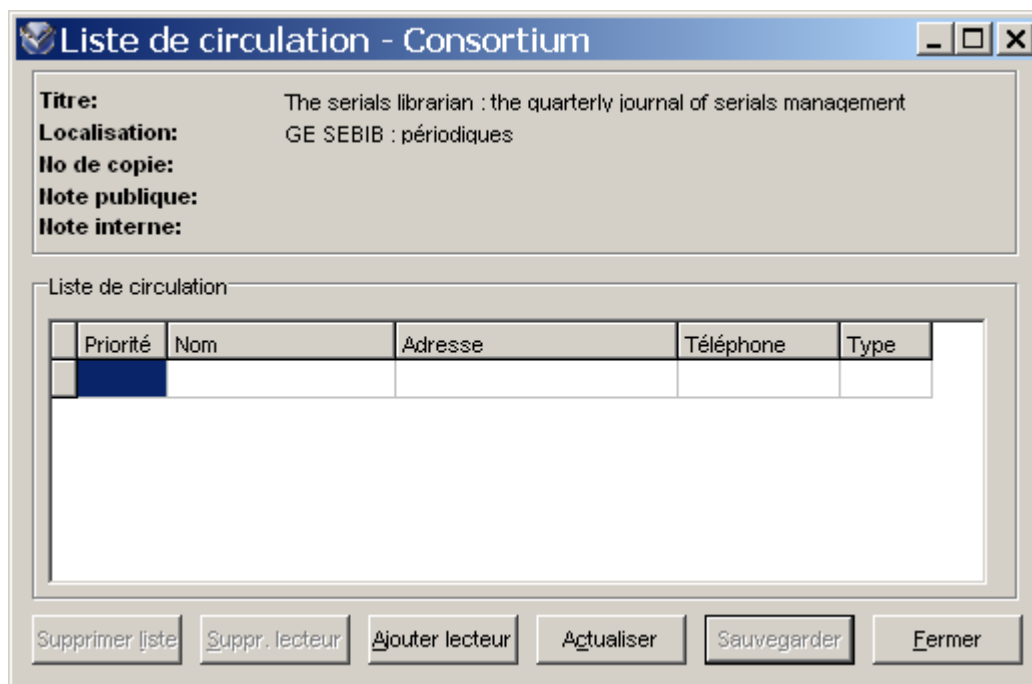 Liste de circulation - Consortium
Titre: The serials librarian : the quarterly journal of serials management
Localisation: GE SEBIB : périodiques
No de copie:
Note publique:
Note interne:
Liste de circulation
Priorité Nom Adresse Téléphone Type
Supprimer liste Suppr. lecteur Ajouter lecteur Actualiser Sauvegarder Fermer